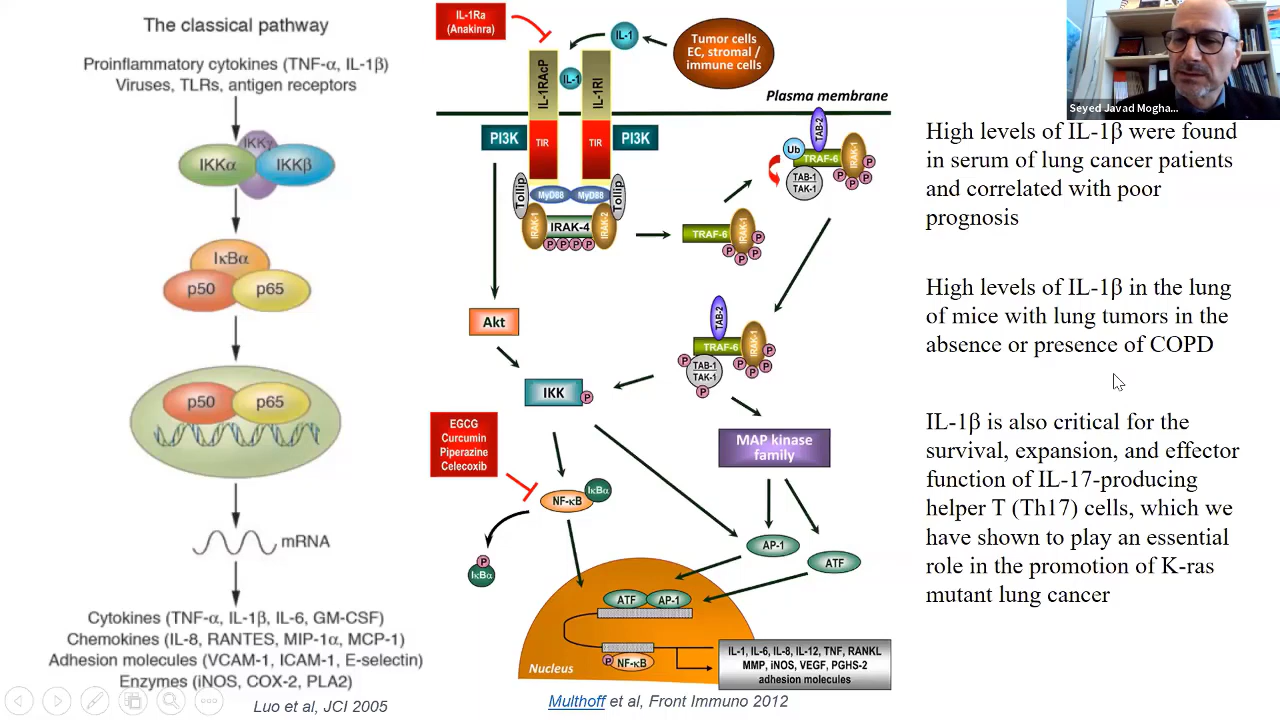 The classical pathway
Proinflammatory cytokines (TNF-α, IL-1β)
Viruses, TLRs, antigen receptors
IKKγ
IKKα
IKKβ
IκBα
p50
p65
p50
p65
mRNA
Cytokines (TNF-α, IL-1β, IL-6, GM-CSF)
Chemokines (IL-8, RANTES, MIP-1α, MCP-1)
Adhesion molecules (VCAM-1, ICAM-1, E-selectin)
Enzymes (iNOS, COX-2, PLA2)
Luo et al, JCI 2005
IL-1Ra
(Anakinra)
IL-1
Tumor cells
EC, stromal /
immune cells
IL-1RAcP
IL-1
IL-1RI
Plasma membrane
PI3K
TIR
TIR
PI3K
Tollip
MyD88
MyD88
Tollip
IRAK-1
IRAK-4
IRAK-2
P P P P
TRAF-6
IRAK-1
P
P
P
P
TAB-2
Ub
TRAF-6
IRAK-1
TAB-1
TAK-1
P
P
P
P
Akt
TAB-2
TRAF-6
IRAK-1
P
TAB-1
TAK-1
P
P
P
P
P
IKK
P
MAP kinase
family
EGCG
Curcumin
Piperazine
Celecoxib
NF-κB
IκBα
P
IκBα
AP-1
ATF
ATF
AP-1
P
NF-κB
Nucleus
IL-1, IL-6, IL-8, IL-12, TNF, RANKL
MMP, iNOS, VEGF, PGHS-2
adhesion molecules
Multhoff et al, Front Immuno 2012
Seyed Javad Mogha...
High levels of IL-1β were found
in serum of lung cancer patients
and correlated with poor
prognosis
High levels of IL-1β in the lung
of mice with lung tumors in the
absence or presence of COPD
IL-1β is also critical for the
survival, expansion, and effector
function of IL-17-producing
helper T (Th17) cells, which we
have shown to play an essential
role in the promotion of K-ras
mutant lung cancer